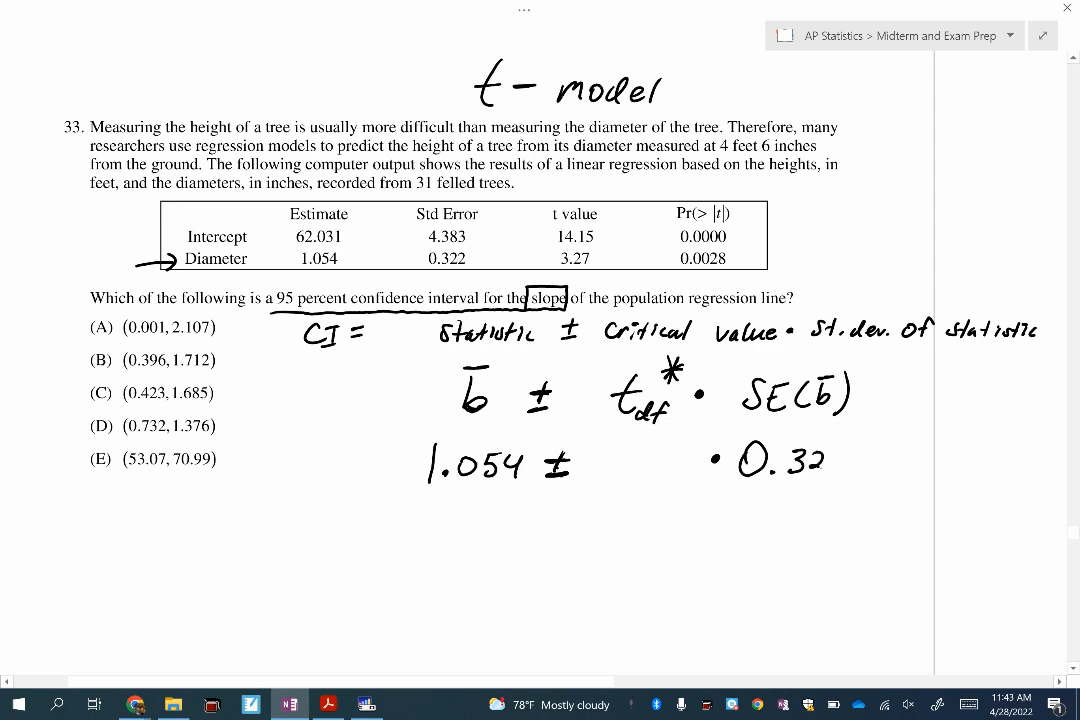 ...
AP Statistics > Midterm and Exam Prep
t - model
33. Measuring the height of a tree is usually more difficult than measuring the diameter of the tree. Therefore, many
researchers use regression models to predict the height of a tree from its diameter measured at 4 feet 6 inches
from the ground. The following computer output shows the results of a linear regression based on the heights, in
feet, and the diameters, in inches, recorded from 31 felled trees.
Estimate Std Error t value Pr(> |t|)
Intercept 62.031 4.383 14.15 0.0000
Diameter 1.054 0.322 3.27 0.0028
Which of the following is a 95 percent confidence interval for the slope of the population regression line?
(A) (0.001, 2.107)
CI = statistic ± critical value • st. dev. of statistic
(B) (0.396, 1.712)
(C) (0.423, 1.685)
b̄ ± t*df • SE(b̄)
(D) (0.732, 1.376)
(E) (53.07, 70.99)
1.054 ± • 0.32
78°F Mostly cloudy
11:43 AM
4/28/2022